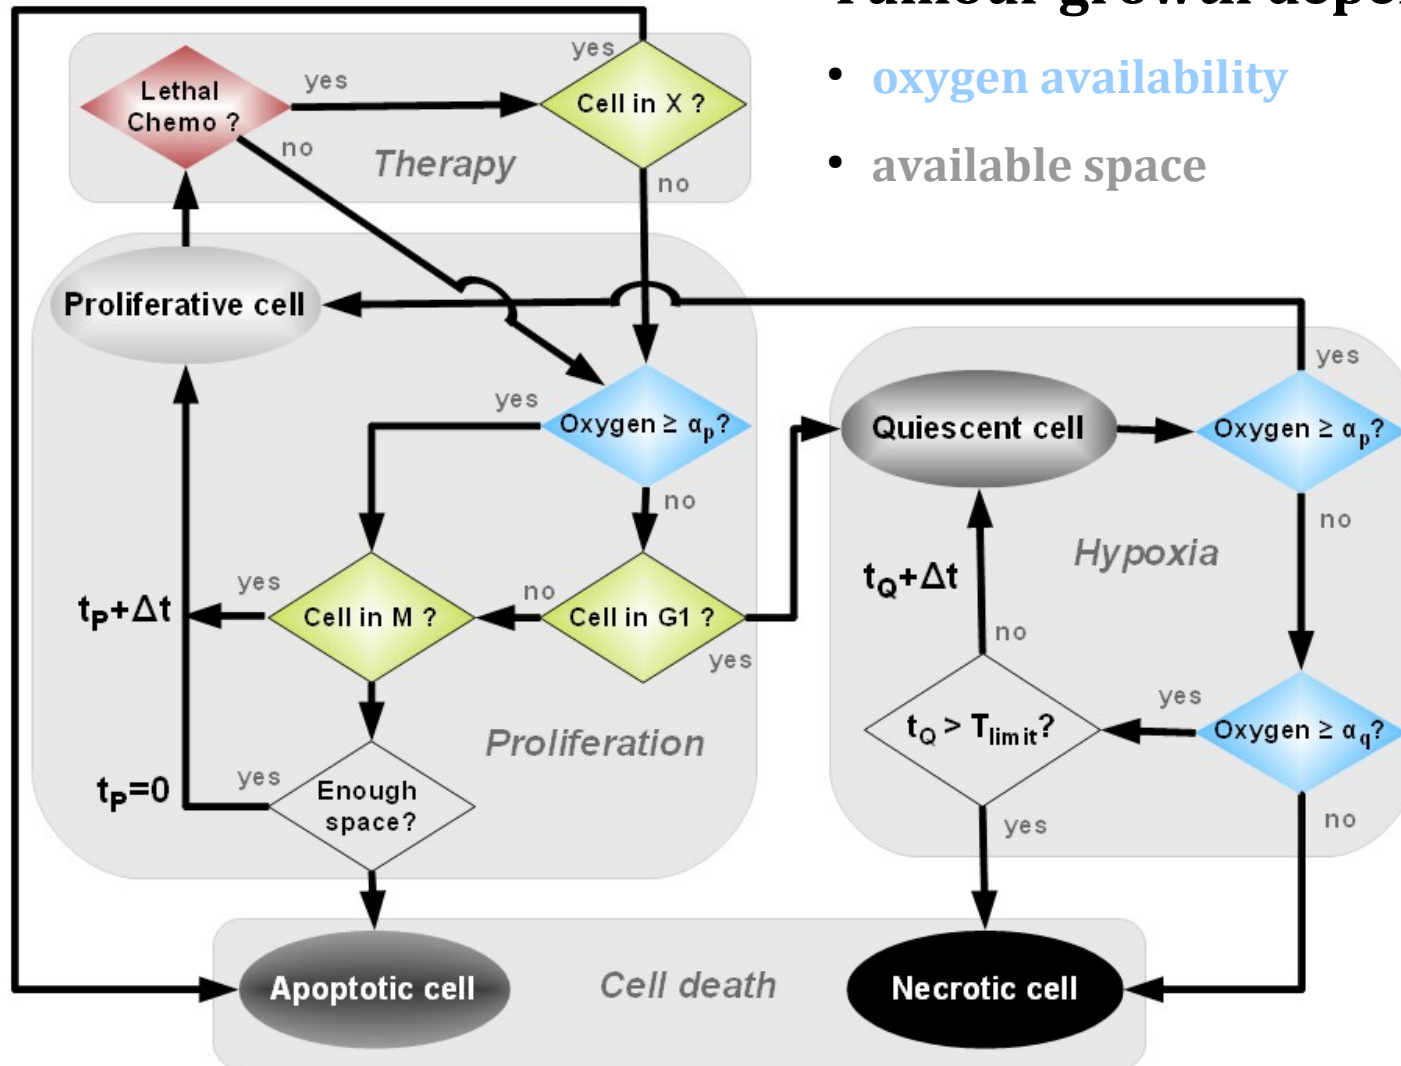 • oxygen availability
• available space
yes
Lethal
Chemo ?
yes
Cell in X ?
no
Therapy
no
Proliferative cell
yes
Oxygen ≥ αp?
no
yes
Quiescent cell
Oxygen ≥ αp?
no
Hypoxia
tQ+Δt
yes
Cell in M ?
no
Cell in G1 ?
yes
tP+Δt
no
tQ > Tlimit?
yes
Oxygen ≥ αq?
Proliferation
tP=0
yes
Enough
space?
yes
no
Apoptotic cell
Cell death
Necrotic cell